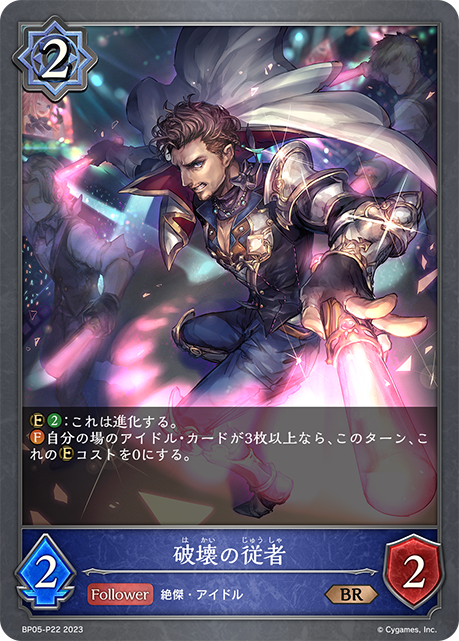 2
E 2：これは進化する。
F 自分の場のアイドル・カードが3枚以上なら、このターン、こ
れの E コストを0にする。
はかい じゅうしゃ
破壊の従者
2
Follower 絶傑・アイドル
BR
2
BP05-P22 2023
© Cygames, Inc.